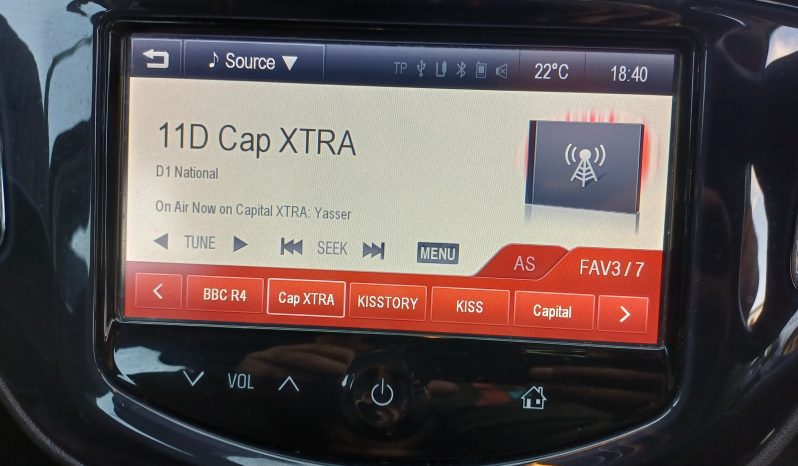 Source
TP
22°C
18:40
11D Cap XTRA
D1 National
On Air Now on Capital XTRA: Yasser
TUNE
SEEK
MENU
AS
FAV3 / 7
BBC R4
Cap XTRA
KISSTORY
KISS
Capital
VOL